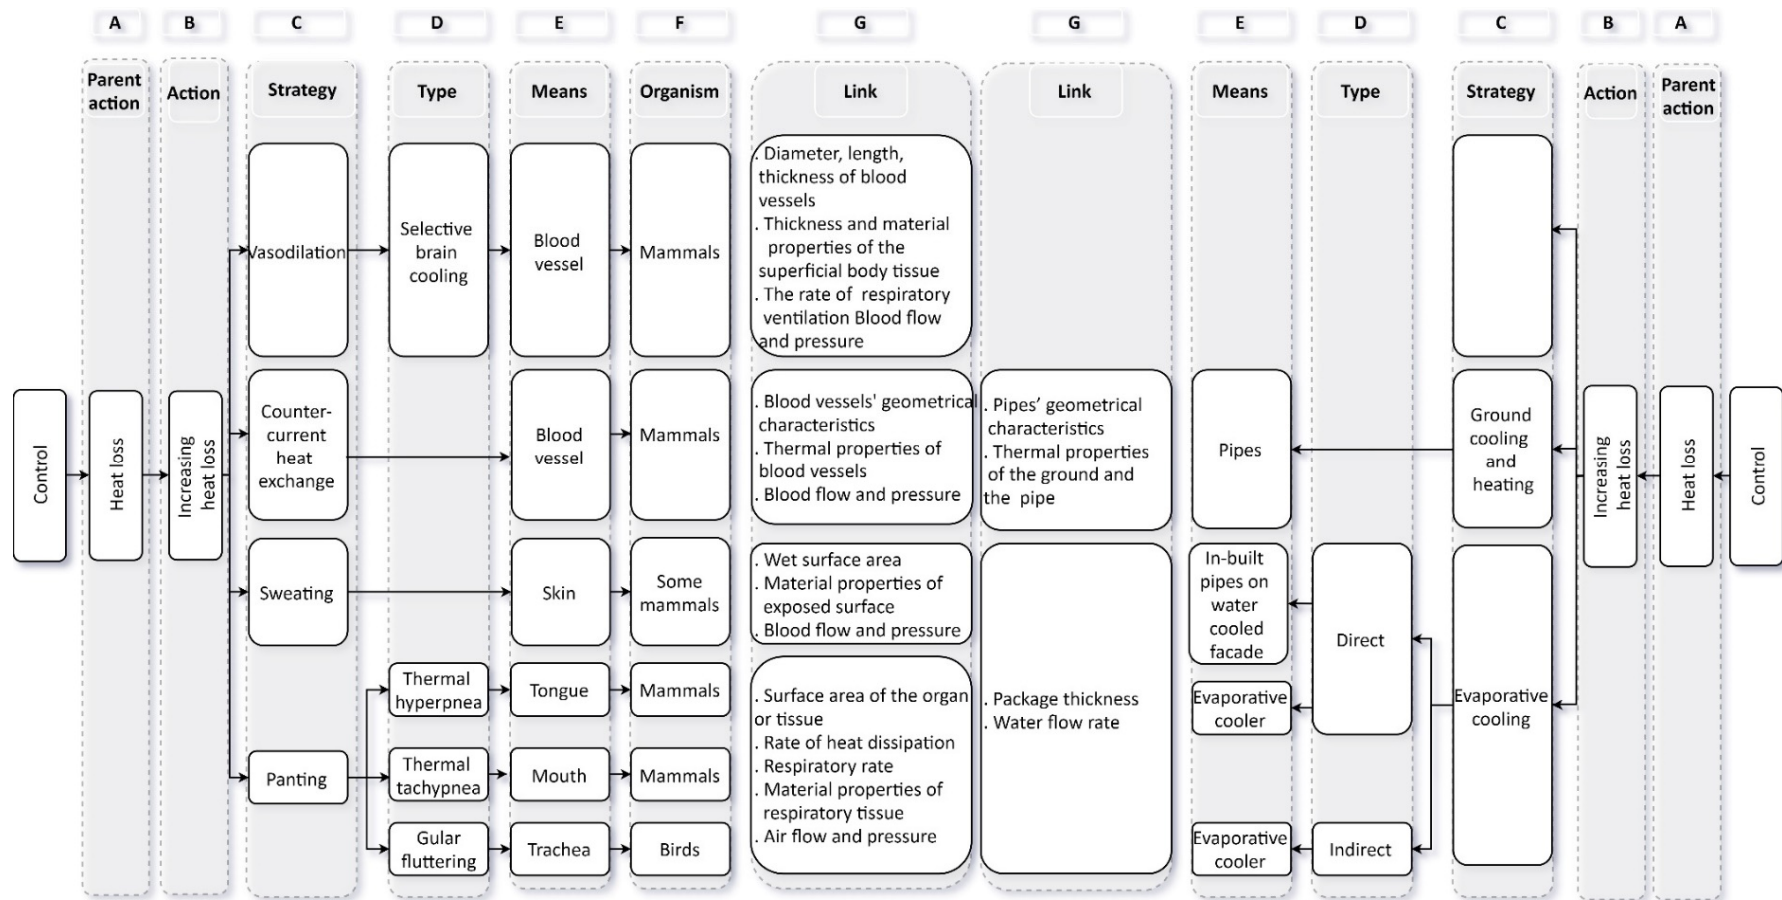 A B C D E F G G E D C B A
Parent
action
Action
Strategy
Type
Means
Organism
Link
Link
Means
Type
Strategy
Action
Parent
action
Control
Heat loss
Increasing
heat loss
Vasodilation
Selective
brain
cooling
Blood
vessel
Mammals
. Diameter, length,
thickness of blood
vessels
. Thickness and material
properties of the
superficial body tissue
. The rate of respiratory
ventilation Blood flow
and pressure
Counter-
current
heat
exchange
Blood
vessel
Mammals
. Blood vessels' geometrical
characteristics
. Thermal properties of
blood vessels
. Blood flow and pressure
Sweating
Skin
Some
mammals
. Wet surface area
. Material properties of
exposed surface
. Blood flow and pressure
Panting
Thermal
hyperpnea
Tongue
Mammals
Thermal
tachypnea
Mouth
Mammals
Gular
fluttering
Trachea
Birds
. Surface area of the organ
or tissue
. Rate of heat dissipation
. Respiratory rate
. Material properties of
respiratory tissue
. Air flow and pressure
. Pipes’ geometrical
characteristics
. Thermal properties
of the ground and
the pipe
Pipes
Ground
cooling
and
heating
. Package thickness
. Water flow rate
In-built
pipes on
water
cooled
facade
Evaporative
cooler
Direct
Evaporative
cooler
Indirect
Evaporative
cooling
Increasing
heat loss
Heat loss
Control